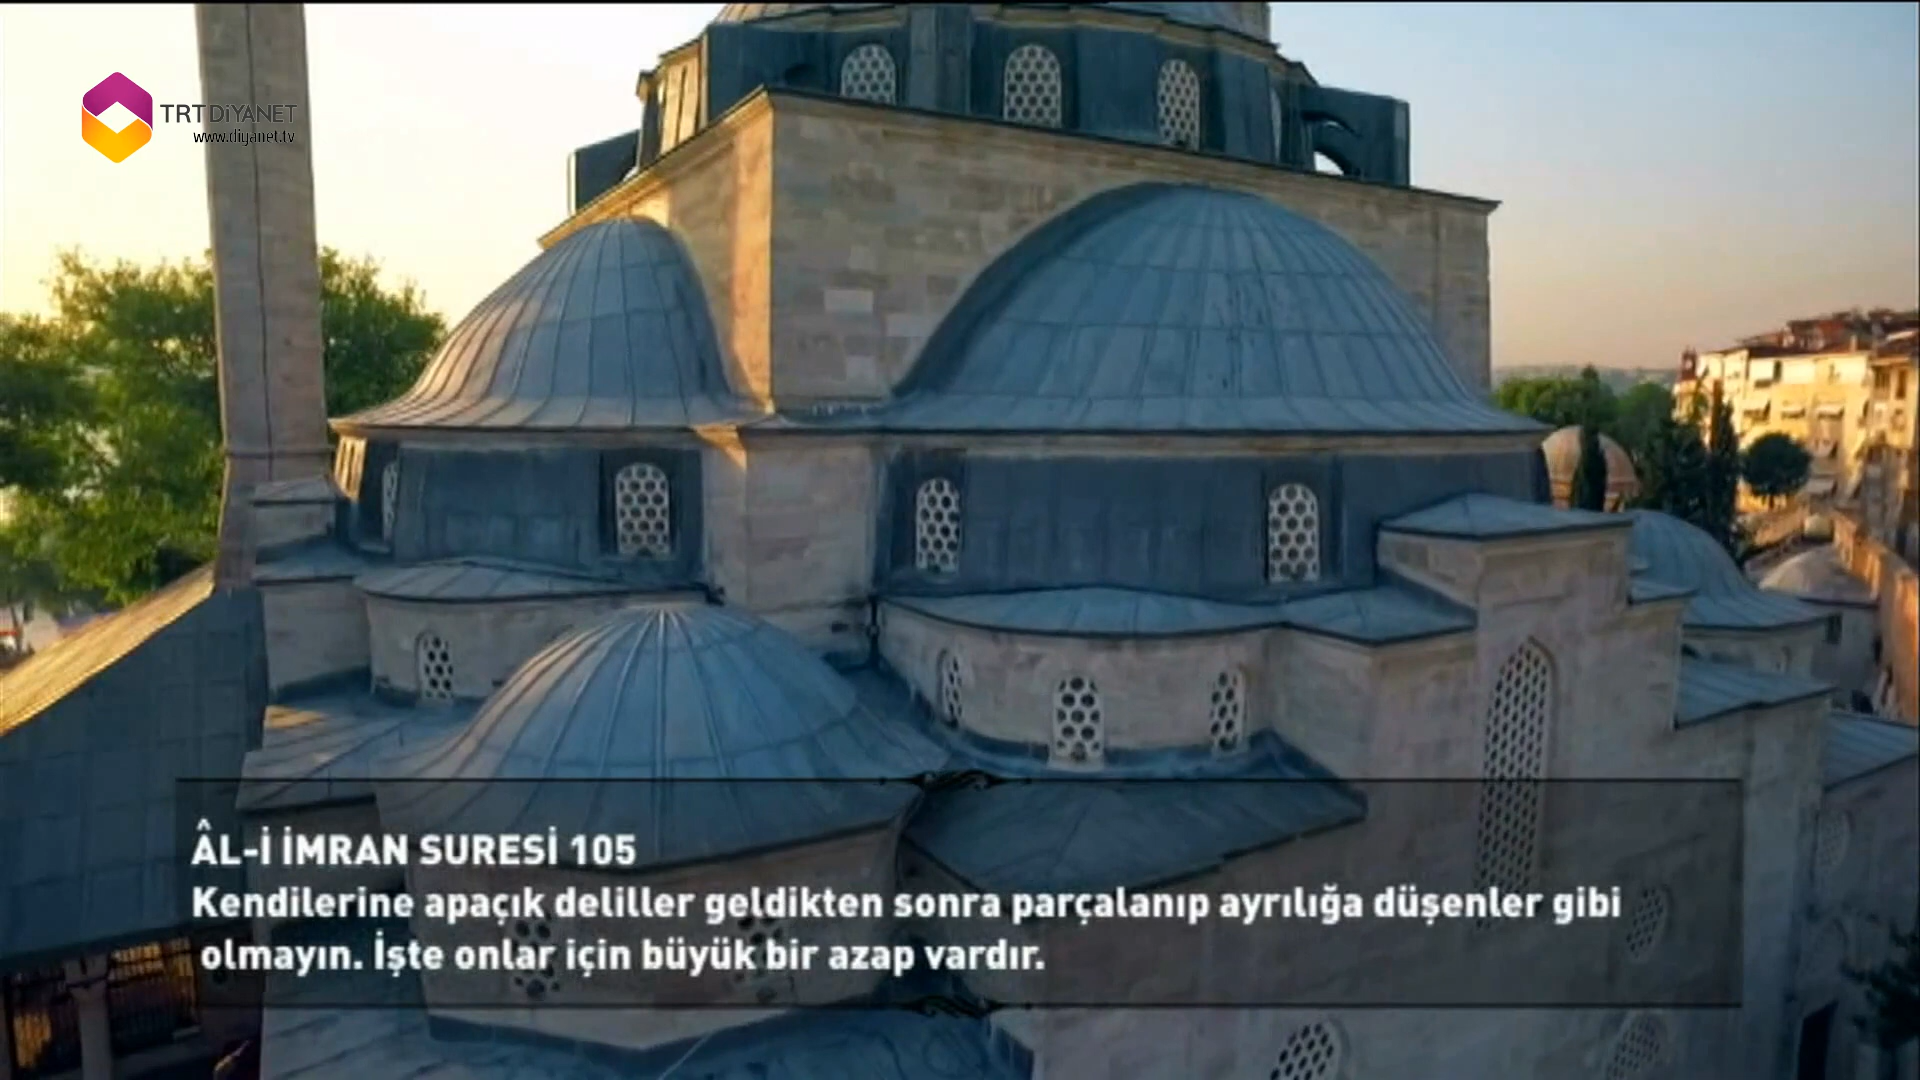 TRT DİYANET
www.diyanet.tv
ÂL-İ İMRAN SURESİ 105
Kendilerine apaçık deliller geldikten sonra parçalanıp ayrılığa düşenler gibi
olmayın. İşte onlar için büyük bir azap vardır.